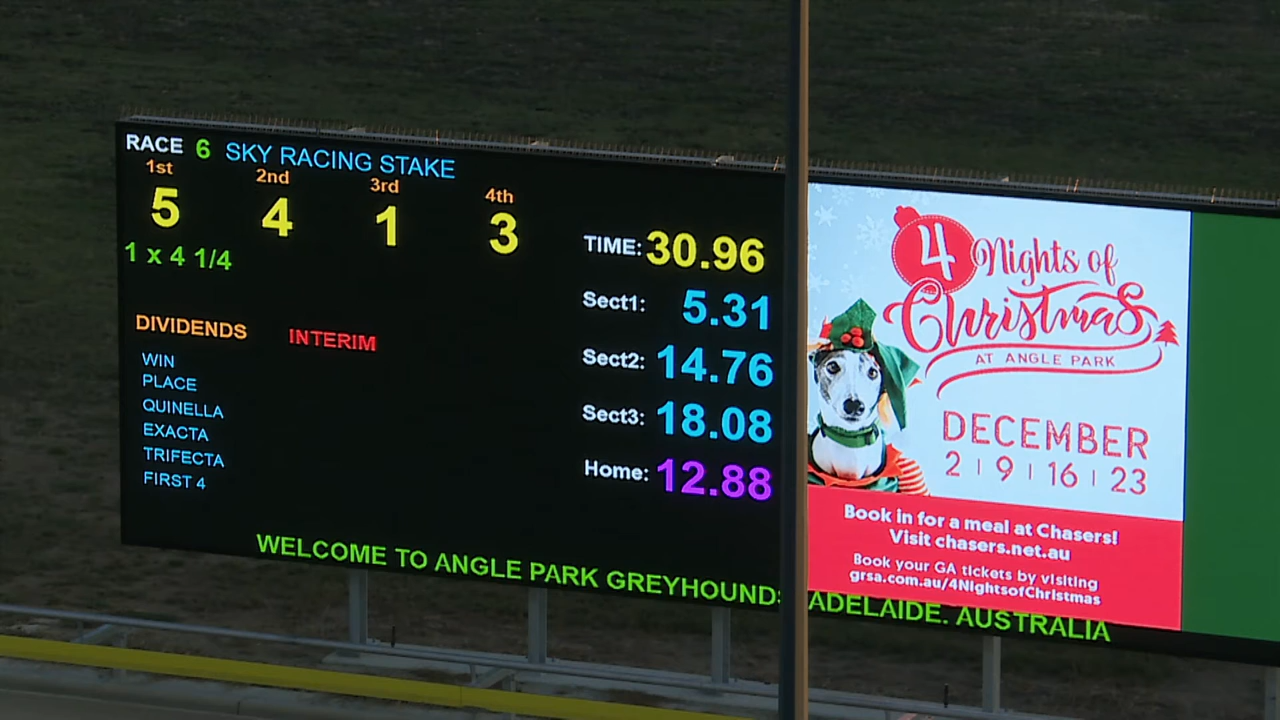 RACE 6 SKY RACING STAKE
1st 2nd 3rd 4th
5 4 1 3
1 x 4 1/4
TIME: 30.96
Sect1: 5.31
Sect2: 14.76
Sect3: 18.08
Home: 12.88
DIVIDENDS INTERIM
WIN
PLACE
QUINELLA
EXACTA
TRIFECTA
FIRST 4
WELCOME TO ANGLE PARK GREYHOUNDS ADELAIDE. AUSTRALIA
4 Nights of
Christmas
AT ANGLE PARK
DECEMBER
2 | 9 | 16 | 23
Book in for a meal at Chasers!
Visit chasers.net.au
Book your GA tickets by visiting
grsa.com.au/4NightsofChristmas